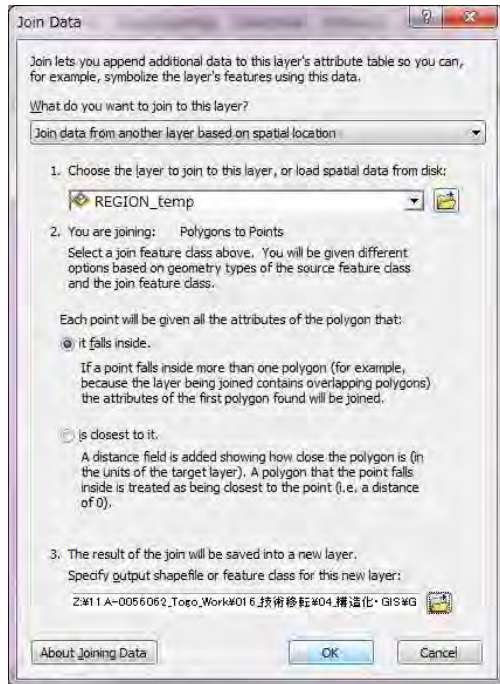 Join Data
Join lets you append additional data to this layer's attribute table so you can,
for example, symbolize the layer's features using this data.
What do you want to join to this layer?
Join data from another layer based on spatial location
1. Choose the layer to join to this layer, or load spatial data from disk:
REGION_temp
2. You are joining: Polygons to Points
Select a join feature class above. You will be given different
options based on geometry types of the source feature class
and the join feature class.
Each point will be given all the attributes of the polygon that:
it falls inside.
If a point falls inside more than one polygon (for example,
because the layer being joined contains overlapping polygons)
the attributes of the first polygon found will be joined.
is closest to it.
A distance field is added showing how close the polygon is (in
the units of the target layer). A polygon that the point falls
inside is treated as being closest to the point (i.e. a distance
of 0).
3. The result of the join will be saved into a new layer.
Specify output shapefile or feature class for this new layer:
Z:¥11A-0056062_Togo_Work¥016_技術移転¥04_構造化・GIS¥G
About Joining Data
OK
Cancel